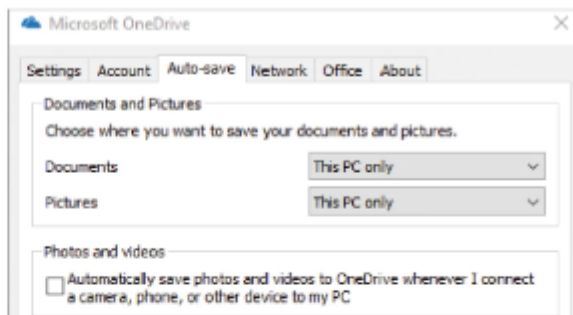 Microsoft OneDrive
Settings Account Auto-save Network Office About
Documents and Pictures
Choose where you want to save your documents and pictures.
Documents This PC only
Pictures This PC only
Photos and videos
Automatically save photos and videos to OneDrive whenever I connect
a camera, phone, or other device to my PC